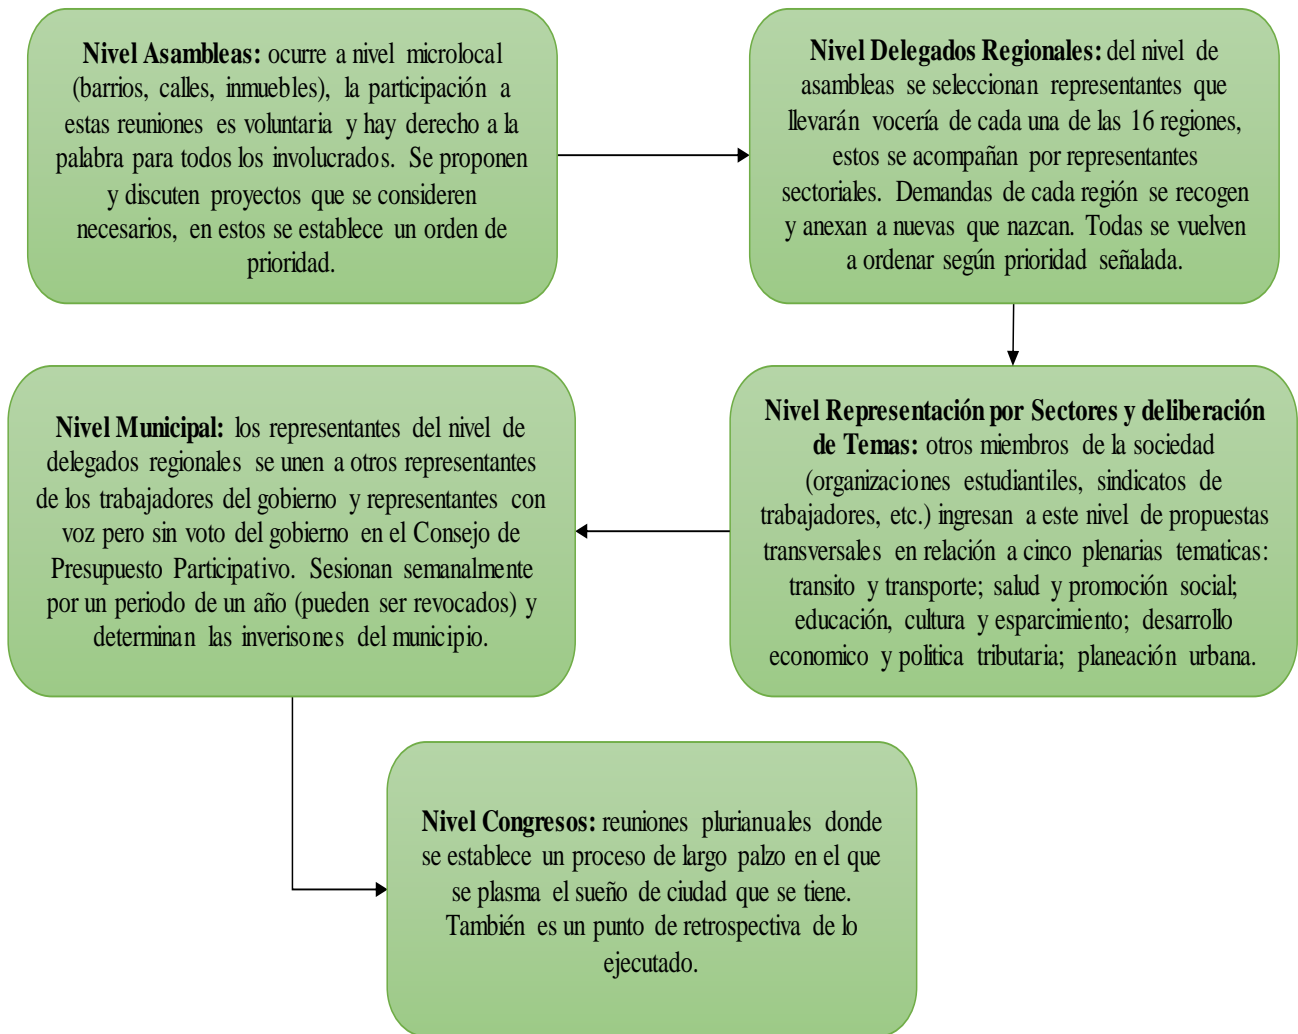 Nivel Asambleas: ocurre a nivel microlocal
(barrios, calles, inmuebles), la participación a
estas reuniones es voluntaria y hay derecho a la
palabra para todos los involucrados. Se proponen
y discuten proyectos que se consideren
necesarios, en estos se establece un orden de
prioridad.
Nivel Delegados Regionales: del nivel de
asambleas se seleccionan representantes que
llevarán vocería de cada una de las 16 regiones,
estos se acompañan por representantes
sectoriales. Demandas de cada región se recogen
y anexan a nuevas que nazcan. Todas se vuelven
a ordenar según prioridad señalada.
Nivel Representación por Sectores y deliberación
de Temas: otros miembros de la sociedad
(organizaciones estudiantiles, sindicatos de
trabajadores, etc.) ingresan a este nivel de propuestas
transversales en relación a cinco plenarias tematicas:
transito y transporte; salud y promoción social;
educación, cultura y esparcimiento; desarrollo
economico y politica tributaria; planeación urbana.
Nivel Municipal: los representantes del nivel de
delegados regionales se unen a otros representantes
de los trabajadores del gobierno y representantes con
voz pero sin voto del gobierno en el Consejo de
Presupuesto Participativo. Sesionan semanalmente
por un periodo de un año (pueden ser revocados) y
determinan las inverisones del municipio.
Nivel Congresos: reuniones plurianuales donde
se establece un proceso de largo palzo en el que
se plasma el sueño de ciudad que se tiene.
También es un punto de retrospectiva de lo
ejecutado.